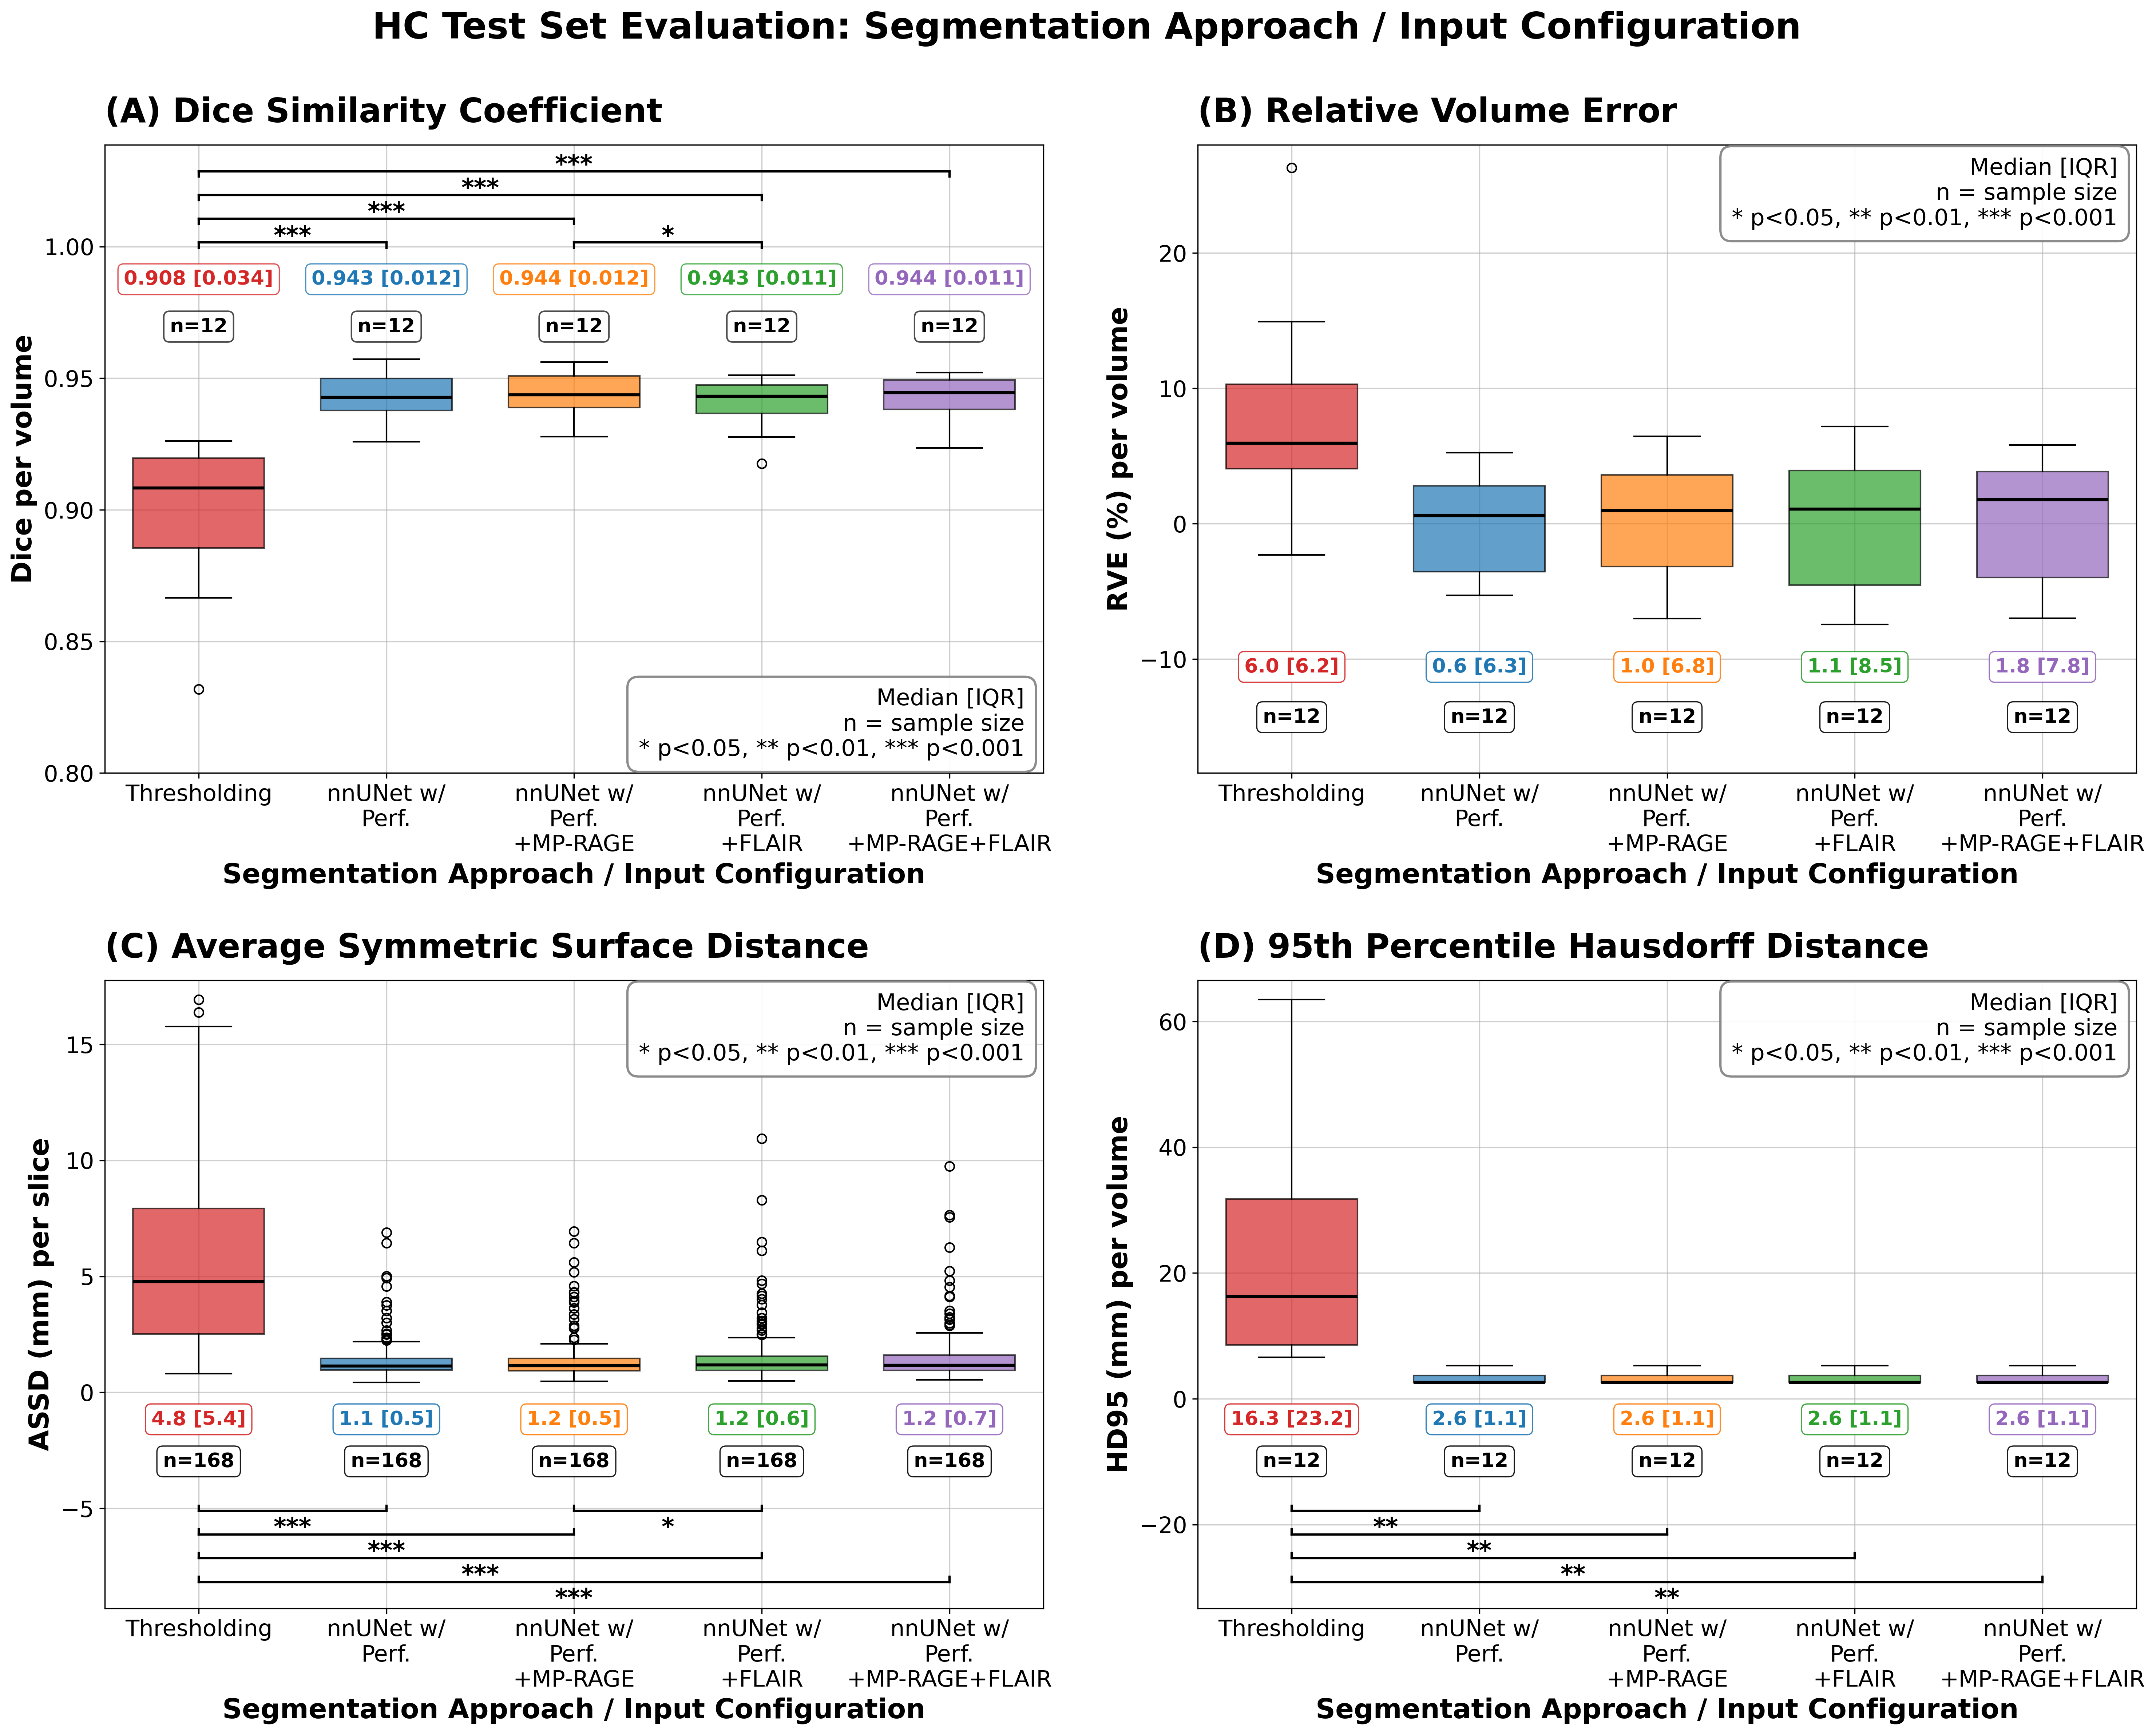 HC Test Set Evaluation: Segmentation Approach / Input Configuration
(A) Dice Similarity Coefficient
Dice per volume
1.00
0.95
0.90
0.85
0.80
***
***
***
***
*
0.908 [0.034]
0.943 [0.012]
0.944 [0.012]
0.943 [0.011]
0.944 [0.011]
n=12
n=12
n=12
n=12
n=12
Median [IQR]
n = sample size
* p<0.05, ** p<0.01, *** p<0.001
Thresholding
nnUNet w/
Perf.
nnUNet w/
Perf.
+MP-RAGE
nnUNet w/
Perf.
+FLAIR
nnUNet w/
Perf.
+MP-RAGE+FLAIR
Segmentation Approach / Input Configuration
(B) Relative Volume Error
RVE (%) per volume
20
10
0
−10
Median [IQR]
n = sample size
* p<0.05, ** p<0.01, *** p<0.001
6.0 [6.2]
0.6 [6.3]
1.0 [6.8]
1.1 [8.5]
1.8 [7.8]
n=12
n=12
n=12
n=12
n=12
Thresholding
nnUNet w/
Perf.
nnUNet w/
Perf.
+MP-RAGE
nnUNet w/
Perf.
+FLAIR
nnUNet w/
Perf.
+MP-RAGE+FLAIR
Segmentation Approach / Input Configuration
(C) Average Symmetric Surface Distance
ASSD (mm) per slice
15
10
5
0
−5
Median [IQR]
n = sample size
* p<0.05, ** p<0.01, *** p<0.001
4.8 [5.4]
1.1 [0.5]
1.2 [0.5]
1.2 [0.6]
1.2 [0.7]
n=168
n=168
n=168
n=168
n=168
***
*
***
***
***
Thresholding
nnUNet w/
Perf.
nnUNet w/
Perf.
+MP-RAGE
nnUNet w/
Perf.
+FLAIR
nnUNet w/
Perf.
+MP-RAGE+FLAIR
Segmentation Approach / Input Configuration
(D) 95th Percentile Hausdorff Distance
HD95 (mm) per volume
60
40
20
0
−20
Median [IQR]
n = sample size
* p<0.05, ** p<0.01, *** p<0.001
16.3 [23.2]
2.6 [1.1]
2.6 [1.1]
2.6 [1.1]
2.6 [1.1]
n=12
n=12
n=12
n=12
n=12
**
**
**
**
Thresholding
nnUNet w/
Perf.
nnUNet w/
Perf.
+MP-RAGE
nnUNet w/
Perf.
+FLAIR
nnUNet w/
Perf.
+MP-RAGE+FLAIR
Segmentation Approach / Input Configuration